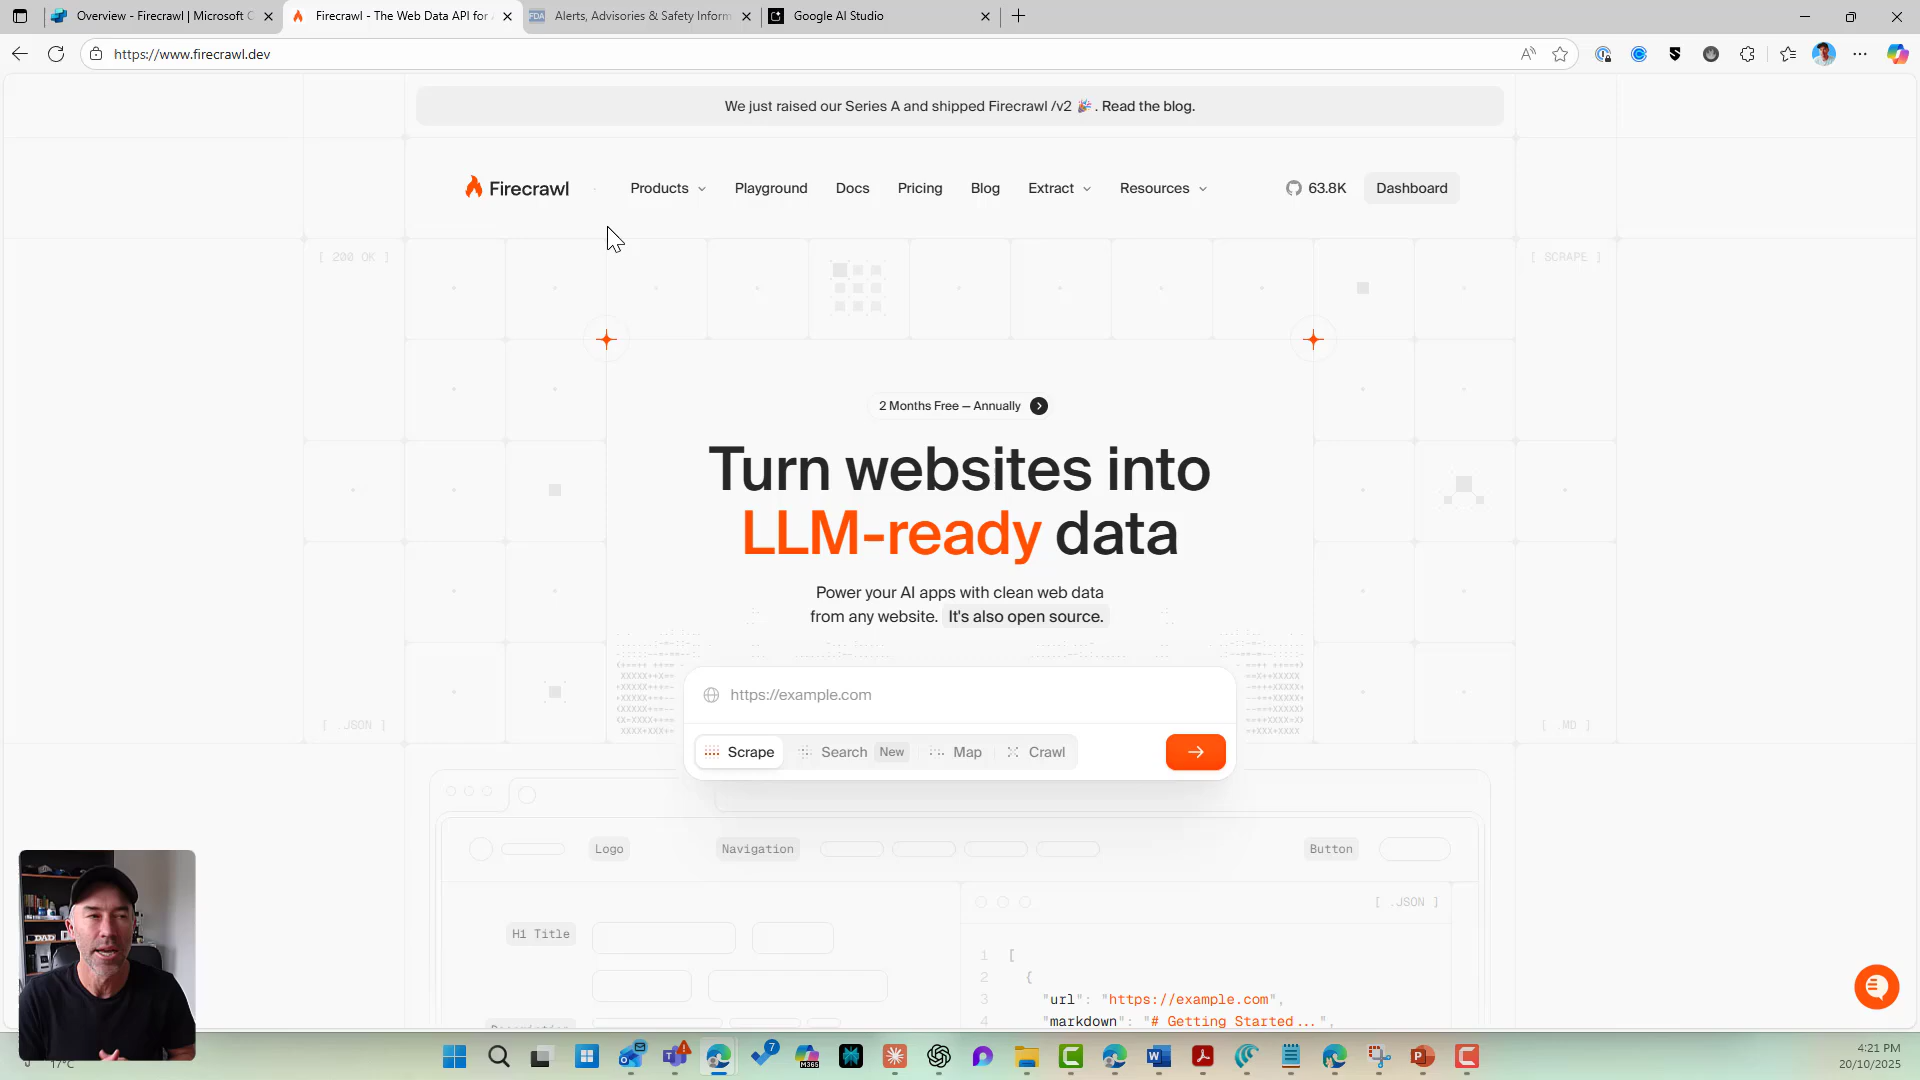 Overview - Firecrawl | Microsoft C
Firecrawl - The Web Data API for A
FDA
Alerts, Advisories & Safety Inform
Google AI Studio
https://www.firecrawl.dev
We just raised our Series A and shipped Firecrawl /v2 🎉 . Read the blog.
Firecrawl
Products
Playground
Docs
Pricing
Blog
Extract
Resources
63.8K
Dashboard
[ 200 OK ]
[ SCRAPE ]
2 Months Free — Annually
Turn websites into
LLM-ready data
Power your AI apps with clean web data
from any website. It's also open source.
https://example.com
[ .JSON ]
[ .MD ]
Scrape
Search New
Map
Crawl
Logo
Navigation
Button
[ .JSON ]
H1 Title
1 [
2 {
3 "url": "https://example.com",
4 "markdown": "# Getting Started...",
DAD
17°C
7
M365
4:21 PM
20/10/2025